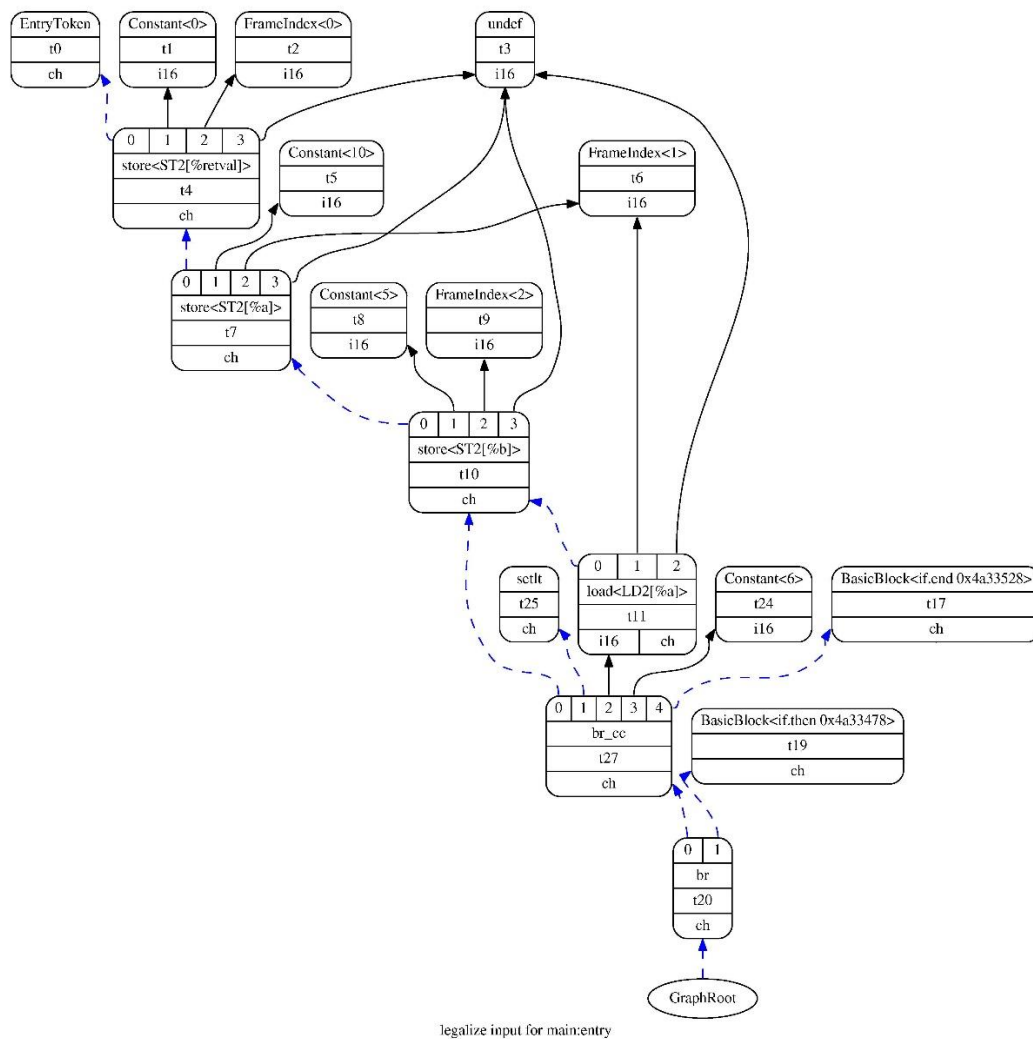 EntryToken
t0
ch
Constant<0>
t1
i16
FrameIndex<0>
t2
i16
undef
t3
i16
0 1 2 3
store<ST2[%retval]>
t4
ch
Constant<10>
t5
i16
FrameIndex<1>
t6
i16
0 1 2 3
store<ST2[%a]>
t7
ch
Constant<5>
t8
i16
FrameIndex<2>
t9
i16
0 1 2 3
store<ST2[%b]>
t10
ch
setlt
t25
ch
0 1 2
load<LD2[%a]>
t11
i16 ch
Constant<6>
t24
i16
BasicBlock<if.end 0x4a33528>
t17
ch
0 1 2 3 4
br_cc
t27
ch
BasicBlock<if.then 0x4a33478>
t19
ch
0 1
br
t20
ch
GraphRoot
legalize input for main:entry